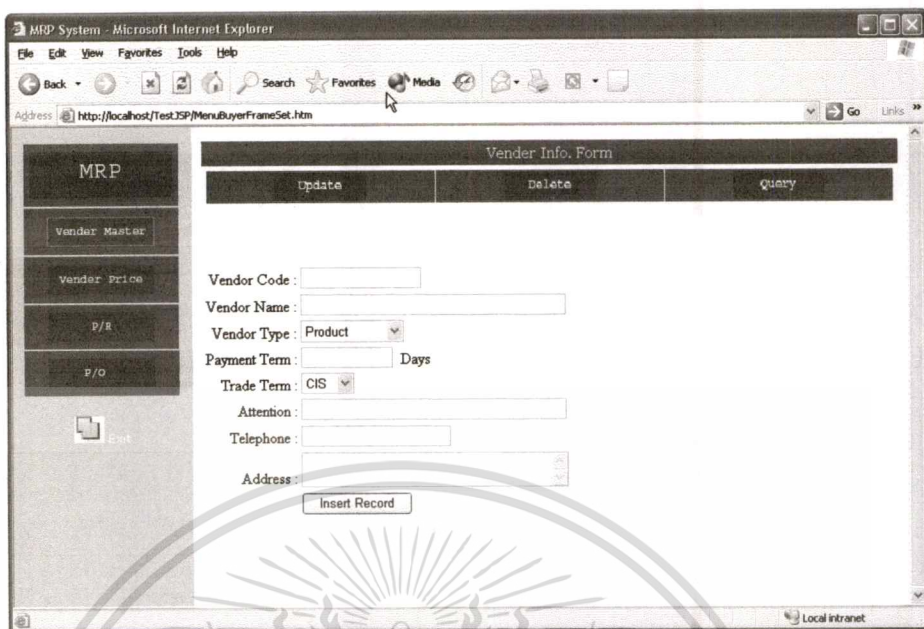 MRP System - Microsoft Internet Explorer
File Edit View Favorites Tools Help
Back Search Favorites Media
Address http://localhost/TestJSP/MenuBuyerFrameSet.htm Go Links »
MRP
Vender Master
Vender Price
P/R
P/O
Exit
Vender Info. Form
Update Delete Query
Vendor Code :
Vendor Name :
Vendor Type : Product
Payment Term : Days
Trade Term : CIS
Attention :
Telephone :
Address :
Insert Record
Local intranet